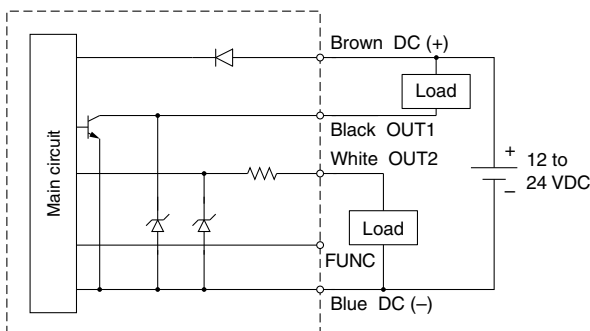 Brown DC (+)
Load
Black OUT1
White OUT2
Main circuit
+
12 to
24 VDC
–
Load
FUNC
Blue DC (–)